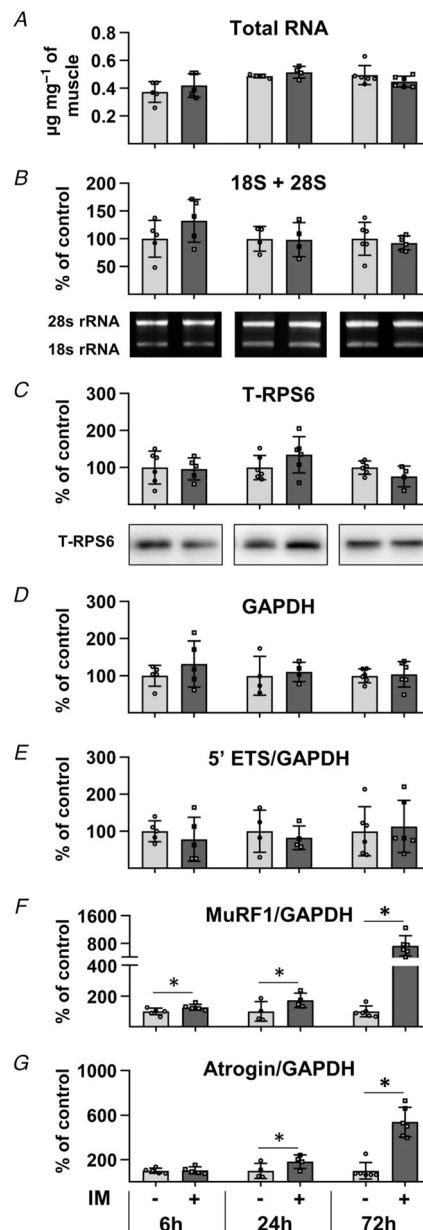 A
Total RNA
µg mg⁻¹ of muscle
0.8
0.6
0.4
0.2
B
18S + 28S
% of control
200
150
100
50
28s rRNA
18s rRNA
C
T-RPS6
% of control
300
200
100
T-RPS6
D
GAPDH
% of control
300
200
100
E
5' ETS/GAPDH
% of control
300
200
100
F
MuRF1/GAPDH
% of control
1600
800
400
200
* * *
G
Atrogin/GAPDH
% of control
1000
600
200
* *
IM - + - + - +
6h 24h 72h